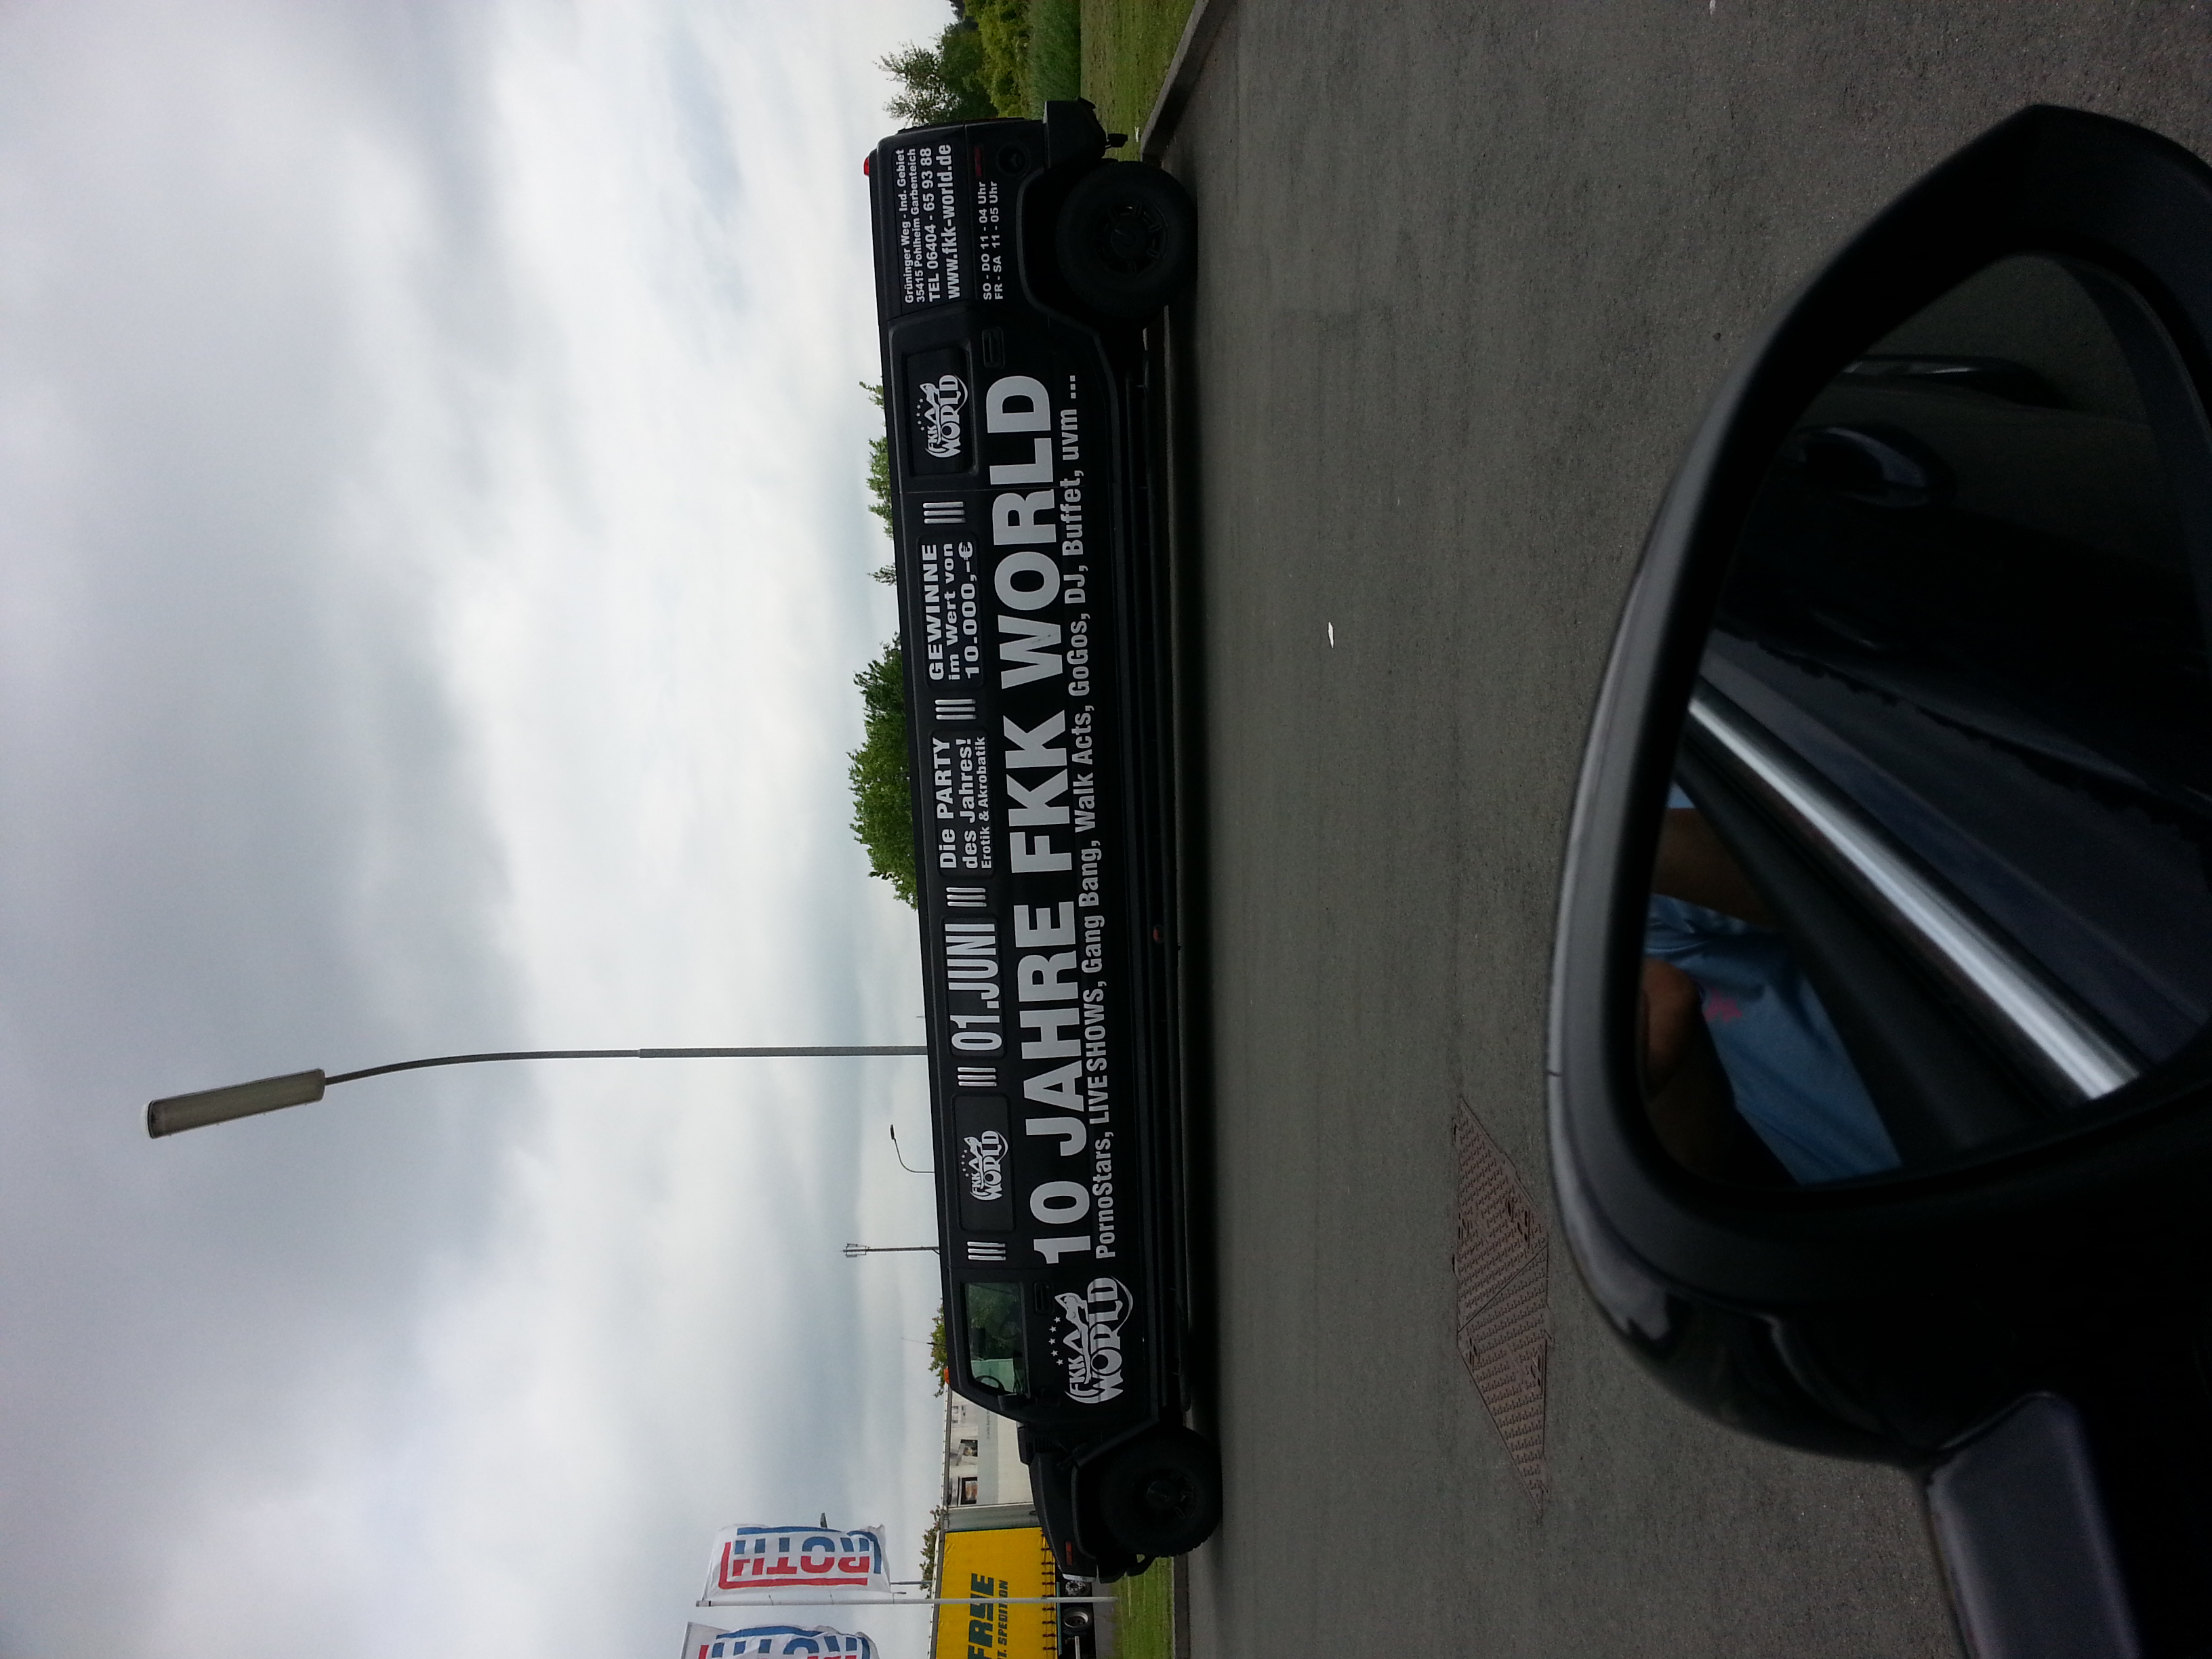 FKK
WORLD
01.JUNI
Die PARTY
des Jahres!
Erotik & Akrobatik
GEWINNE
im Wert von
10.000,-€
FKK
WORLD
Grüninger Weg - Ind. Gebiet
35415 Pohlheim Garbenteich
TEL 06404 - 65 93 88
www.fkk-world.de
SO - DO 11 - 04 Uhr
FR - SA 11 - 05 Uhr
FKK
WORLD
10 JAHRE FKK WORLD
PornoStars, LIVESHOWS, Gang Bang, Walk Acts, GoGos, DJ, Buffet, uvm ...
ROTH
ROTH
SPEDITION